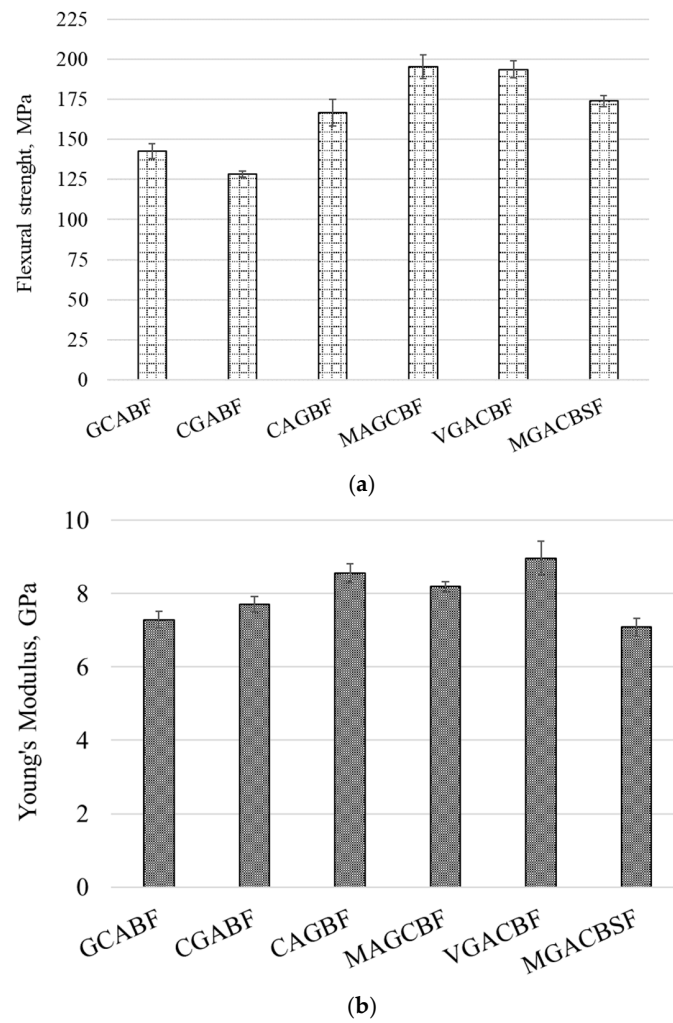 Flexural strenght, MPa
225
200
175
150
125
100
75
50
25
0
GCABF
CGABF
CAGBF
MAGCBF
VGACBF
MGACBSF
(a)
Young's Modulus, GPa
10
8
6
4
2
0
GCABF
CGABF
CAGBF
MAGCBF
VGACBF
MGACBSF
(b)